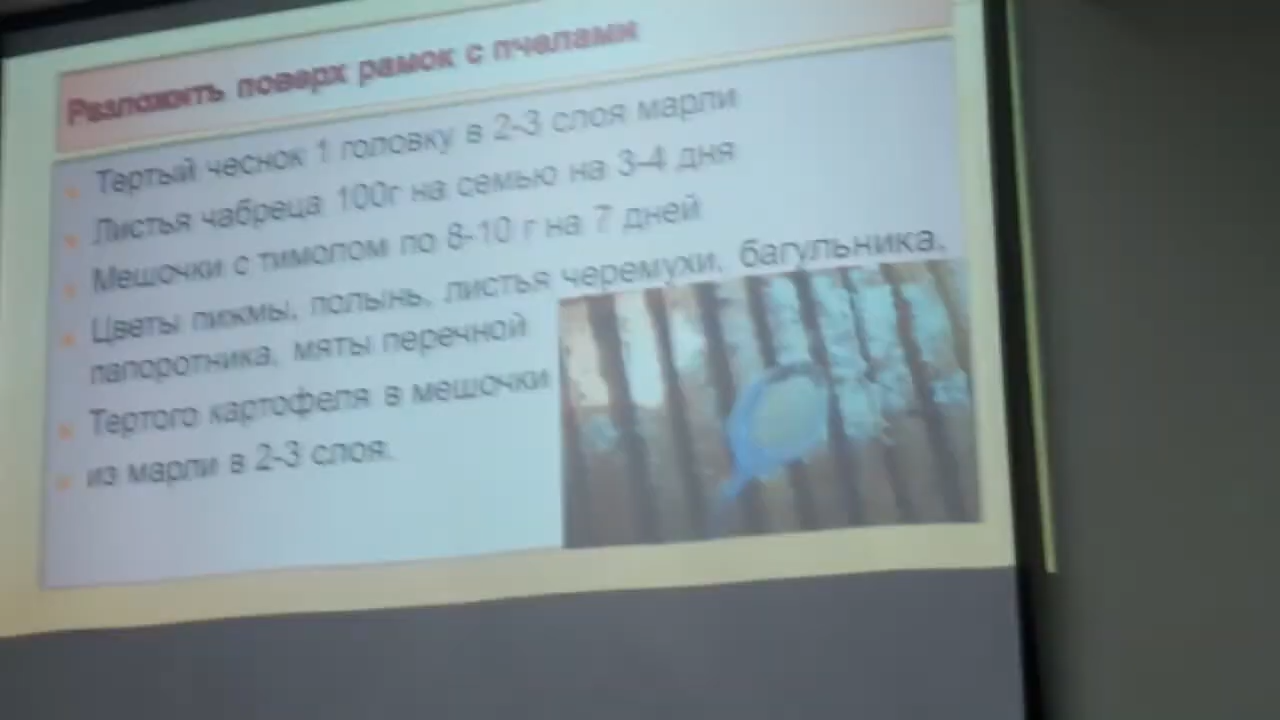 Разложить поверх рамок с пчелами
Тертый чеснок 1 головку в 2-3 слоя марли
Листья чабреца 100г на семью на 3-4 дня
Мешочки с тимолом по 8-10 г на 7 дней
Цветы пижмы, полынь, листья черемухи, багульника,
папоротника, мяты перечной
Тертого картофеля в мешочки
из марли в 2-3 слоя.